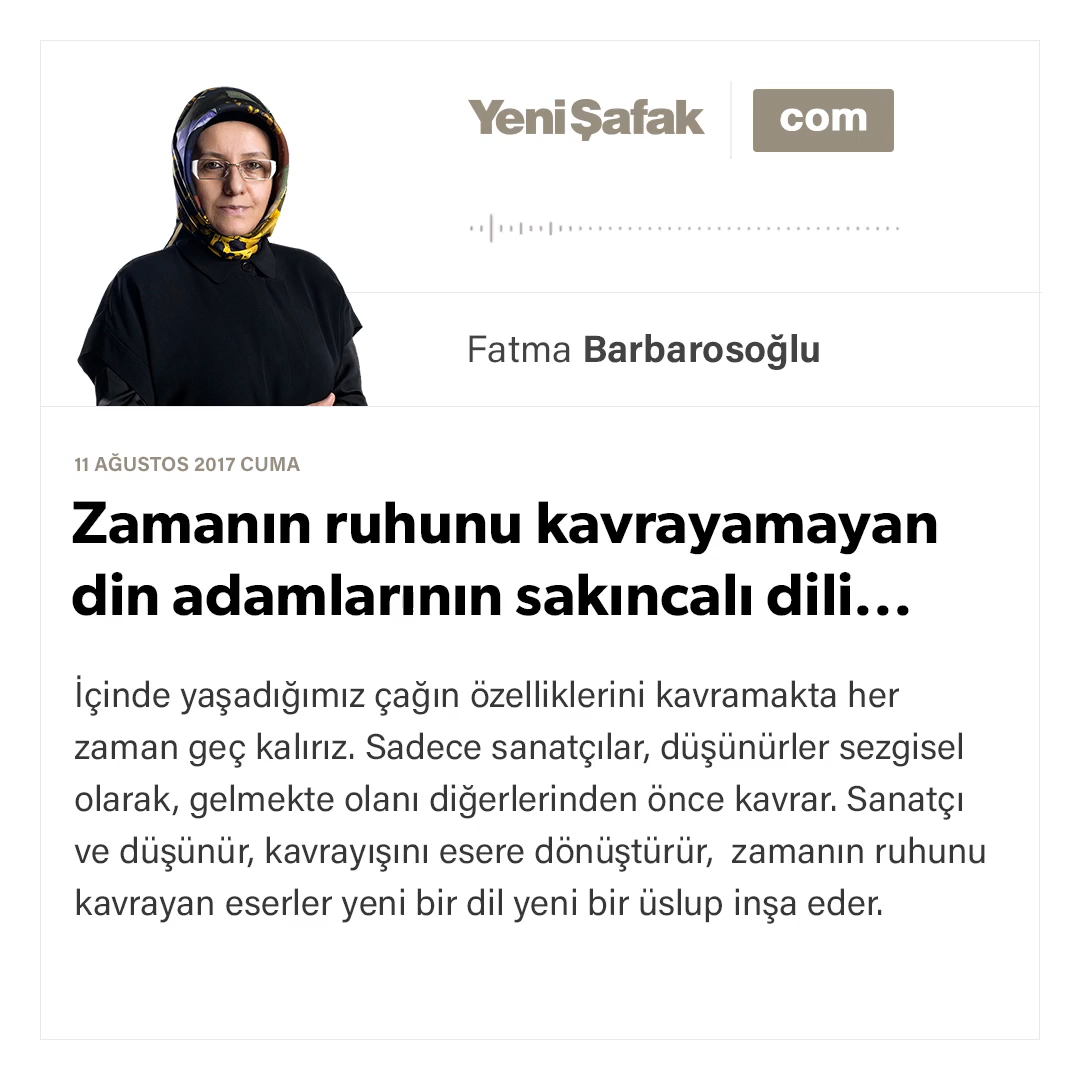 YeniŞafak com
Fatma Barbarosoğlu
11 AĞUSTOS 2017 CUMA
Zamanın ruhunu kavrayamayan
din adamlarının sakıncalı dili...
İçinde yaşadığımız çağın özelliklerini kavramakta her
zaman geç kalırız. Sadece sanatçılar, düşünürler sezgisel
olarak, gelmekte olanı diğerlerinden önce kavrar. Sanatçı
ve düşünür, kavrayışını esere dönüştürür,  zamanın ruhunu
kavrayan eserler yeni bir dil yeni bir üslup inşa eder.